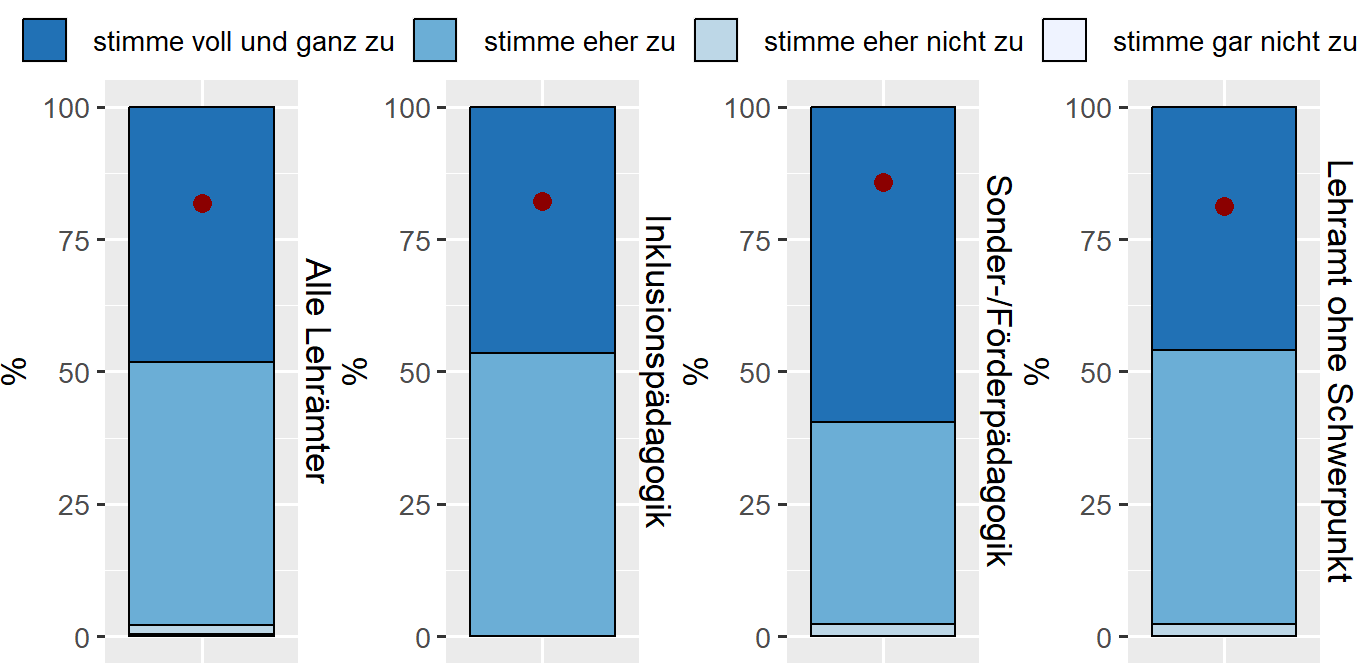 stimme voll und ganz zu stimme eher zu stimme eher nicht zu stimme gar nicht zu
100 100 100 100
75 75 75 75
50 50 50 50
25 25 25 25
0 0 0 0
%
Alle Lehrämter
%
Inklusionspädagogik
%
Sonder-/Förderpädagogik
%
Lehramt ohne Schwerpunkt